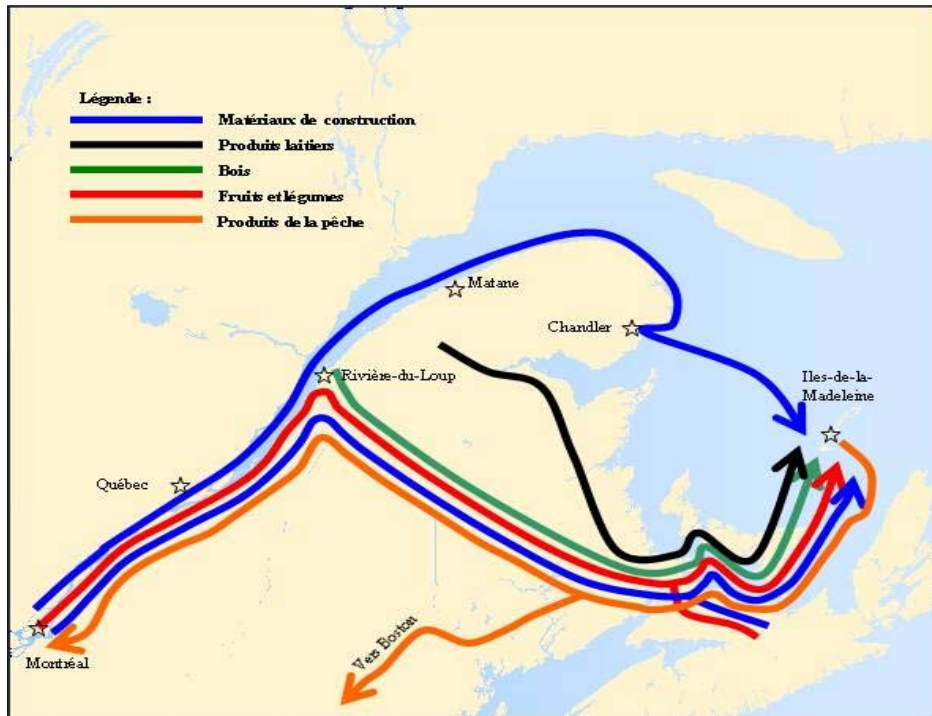 Légende :
Matériaux de construction
Produits laitiers
Bois
Fruits et légumes
Produits de la pêche
Matane
Chandler
Iles-de-la-
Madeleine
Rivière-du-Loup
Québec
Vers Boston
Montréal